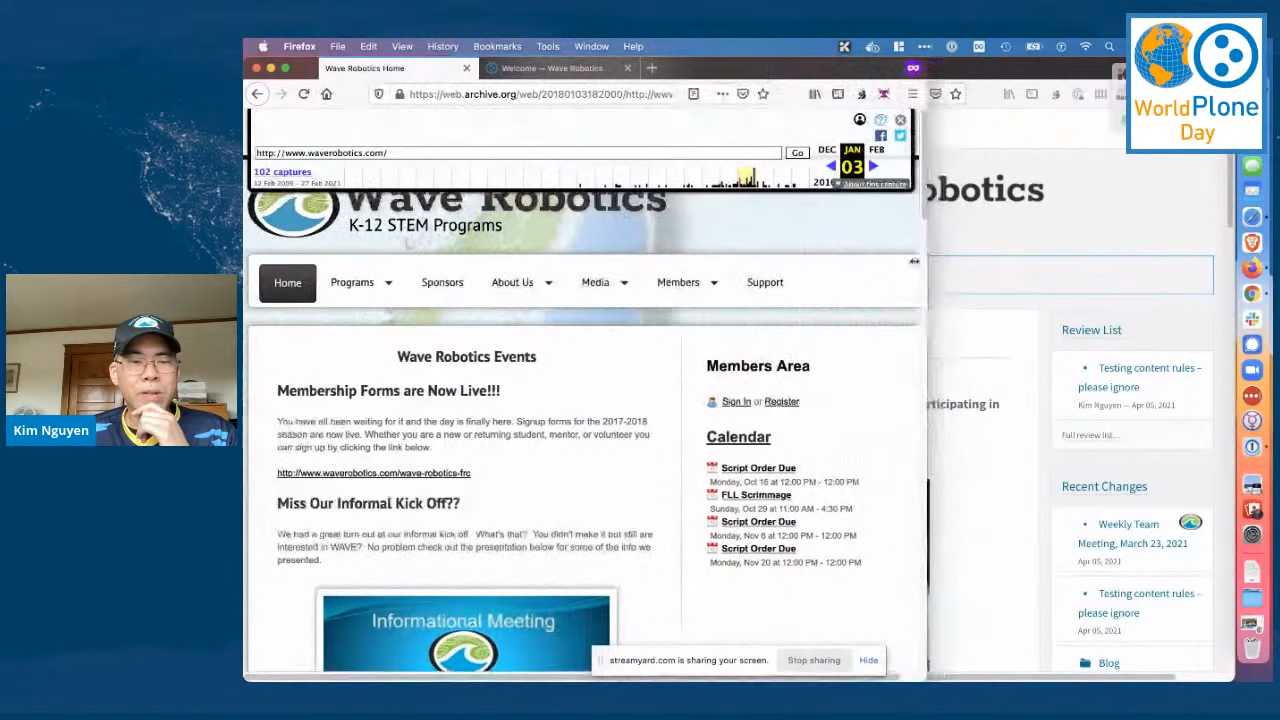 Firefox File Edit View History Bookmarks Tools Window Help
Wave Robotics Home
Welcome — Wave Robotics
https://web.archive.org/web/20180103182000/http://www
http://www.waverobotics.com/
Go
DEC JAN FEB
03
102 captures
12 Feb 2009 - 27 Feb 2021
About this capture
Wave Robotics
K-12 STEM Programs
Home Programs Sponsors About Us Media Members Support
Wave Robotics Events
Membership Forms are Now Live!!!
You have all been waiting for it and the day is finally here. Signup forms for the 2017-2018
season are now live. Whether you are a new or returning student, mentor, or volunteer you
can sign up by clicking the link below.
http://www.waverobotics.com/wave-robotics-frc
Miss Our Informal Kick Off??
We had a great turn out at our informal kick off. What's that? You didn't make it but still are
interested in WAVE? No problem check out the presentation below for some of the info we
presented.
Informational Meeting
Members Area
Sign In or Register
Calendar
Script Order Due
Monday, Oct 16 at 12:00 PM - 12:00 PM
FLL Scrimmage
Sunday, Oct 29 at 11:00 AM - 4:30 PM
Script Order Due
Monday, Nov 6 at 12:00 PM - 12:00 PM
Script Order Due
Monday, Nov 20 at 12:00 PM - 12:00 PM
streamyard.com is sharing your screen.
Stop sharing
Hide
obotics
rticipating in
Review List
Testing content rules –
please ignore
Kim Nguyen — Apr 05, 2021
Full review list…
Recent Changes
Weekly Team
Meeting, March 23, 2021
Apr 05, 2021
Testing content rules –
please ignore
Apr 05, 2021
Blog
WorldPlone
Day
Kim Nguyen